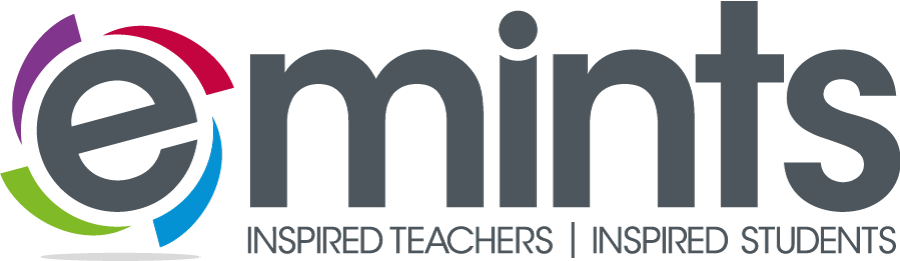 emints
INSPIRED TEACHERS | INSPIRED STUDENTS